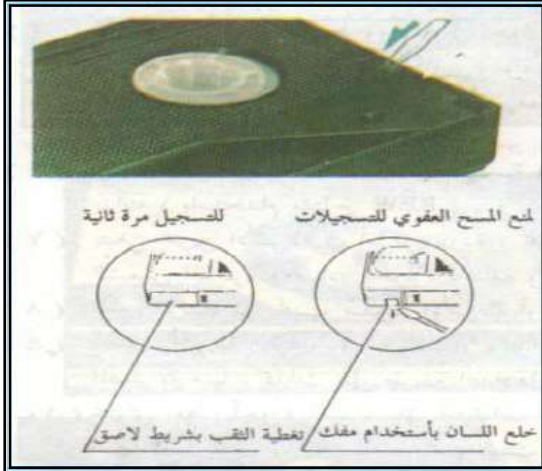 لمنع المسح العفوي للتسجيلات
للتسجيل مرة ثانية
خلع اللسان بأستخدام مفك
تغطية الثقب بشريط لاصق